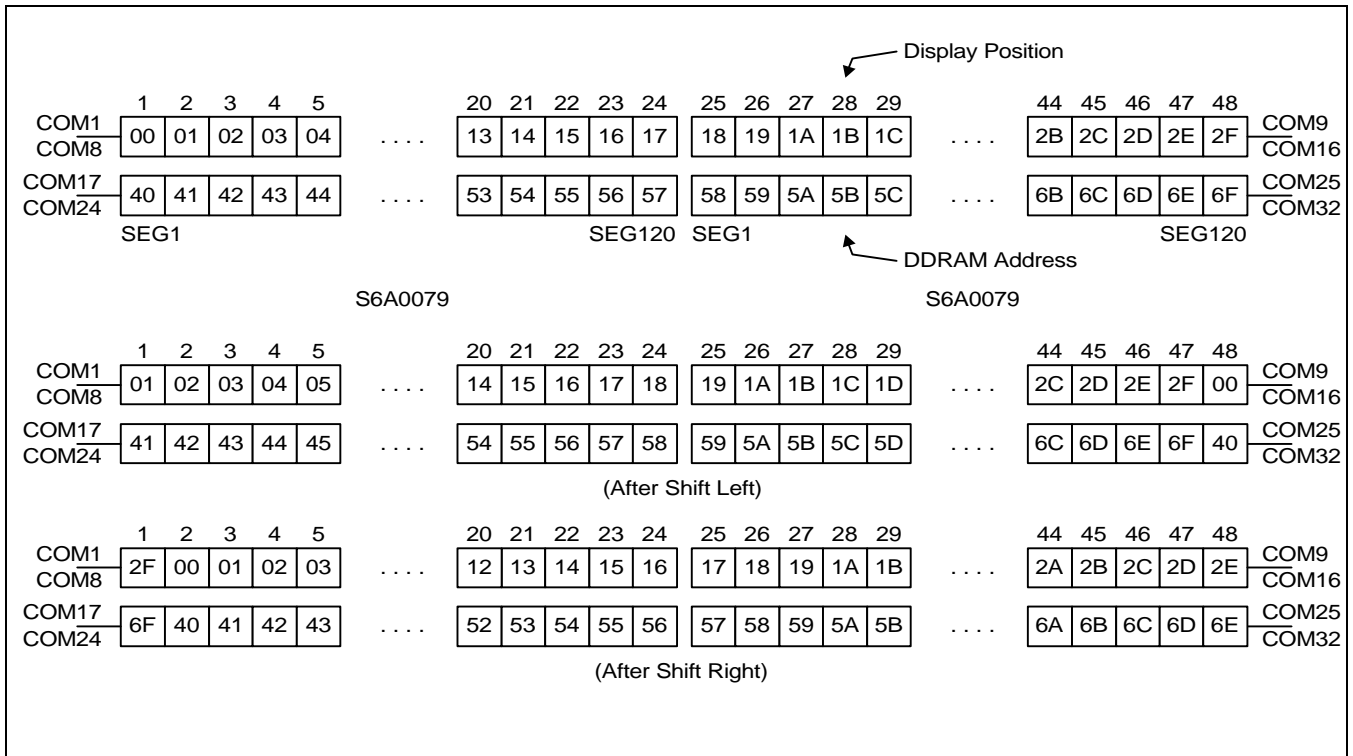 Display Position
1 2 3 4 5 20 21 22 23 24 25 26 27 28 29 44 45 46 47 48
COM1 COM9
00 01 02 03 04 .... 13 14 15 16 17 18 19 1A 1B 1C .... 2B 2C 2D 2E 2F
COM8 COM16
COM17 COM25
40 41 42 43 44 .... 53 54 55 56 57 58 59 5A 5B 5C .... 6B 6C 6D 6E 6F
COM24 COM32
SEG1 SEG120 SEG1 SEG120
DDRAM Address
S6A0079 S6A0079
1 2 3 4 5 20 21 22 23 24 25 26 27 28 29 44 45 46 47 48
COM1 COM9
01 02 03 04 05 .... 14 15 16 17 18 19 1A 1B 1C 1D .... 2C 2D 2E 2F 00
COM8 COM16
COM17 COM25
41 42 43 44 45 .... 54 55 56 57 58 59 5A 5B 5C 5D .... 6C 6D 6E 6F 40
COM24 COM32
(After Shift Left)
1 2 3 4 5 20 21 22 23 24 25 26 27 28 29 44 45 46 47 48
COM1 COM9
2F 00 01 02 03 .... 12 13 14 15 16 17 18 19 1A 1B .... 2A 2B 2C 2D 2E
COM8 COM16
COM17 COM25
6F 40 41 42 43 .... 52 53 54 55 56 57 58 59 5A 5B .... 6A 6B 6C 6D 6E
COM24 COM32
(After Shift Right)